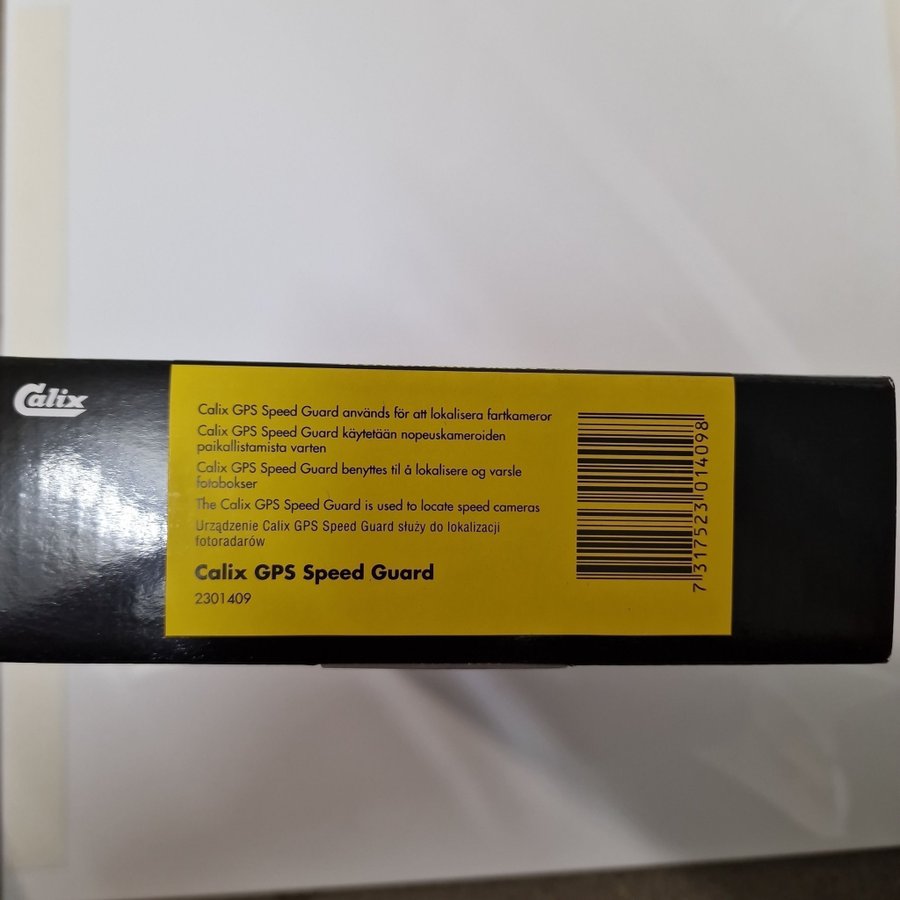 Calix
Calix GPS Speed Guard används för att lokalisera fartkameror
Calix GPS Speed Guard käytetään nopeuskameroiden
paikallistamista varten
Calix GPS Speed Guard benyttes til å lokalisere og varsle
fotobokser
The Calix GPS Speed Guard is used to locate speed cameras
Urządzenie Calix GPS Speed Guard służy do lokalizacji
fotoradarów
Calix GPS Speed Guard
2301409
7 317523 014098